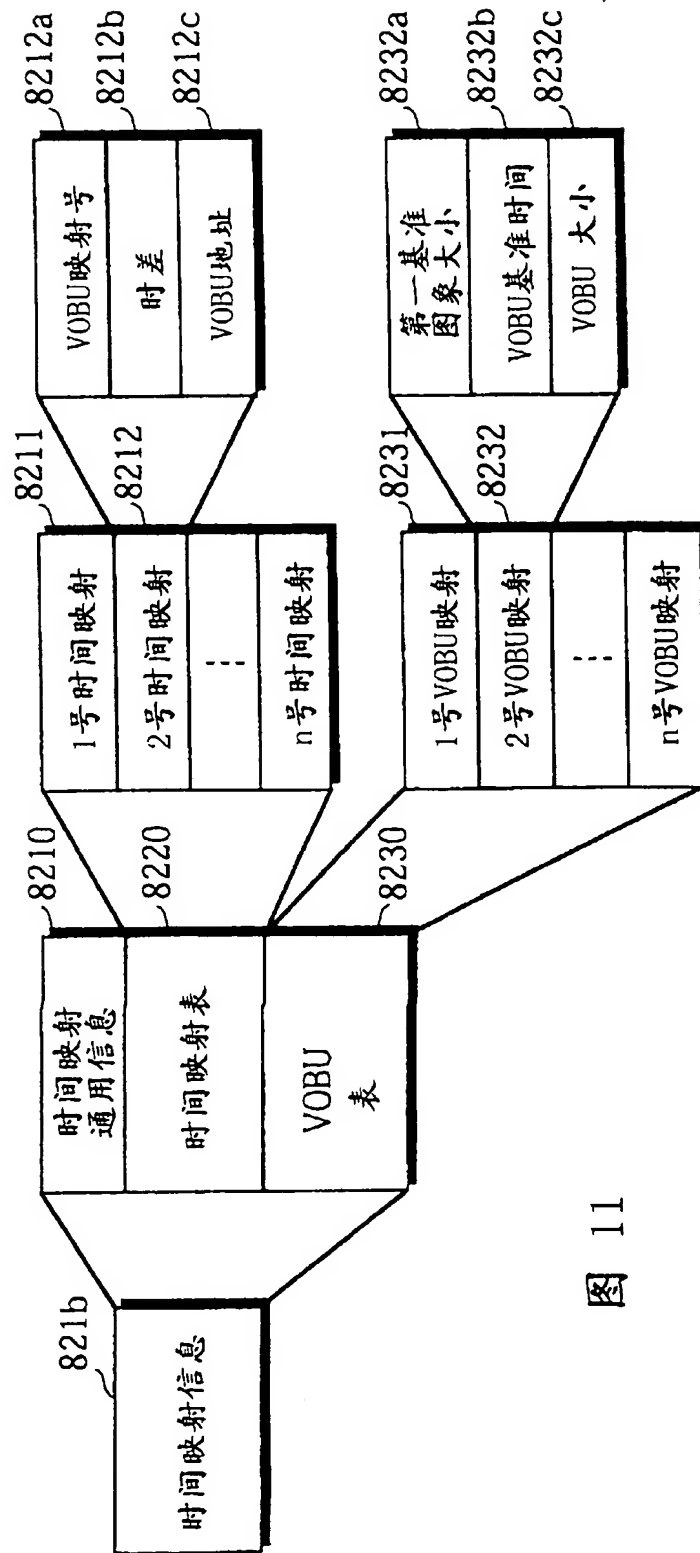 821b
时间映射信息
8210
时间映射
通用信息
8220
时间映射表
8230
VOBU
表
8211
1号时间映射
8212
2号时间映射
n号时间映射
8231
1号VOBU映射
8232
2号VOBU映射
n号VOBU映射
8212a
VOBU映射号
8212b
时差
8212c
VOBU地址
8232a
第一基准
图象大小
8232b
VOBU基准时间
8232c
VOBU 大小
图 11